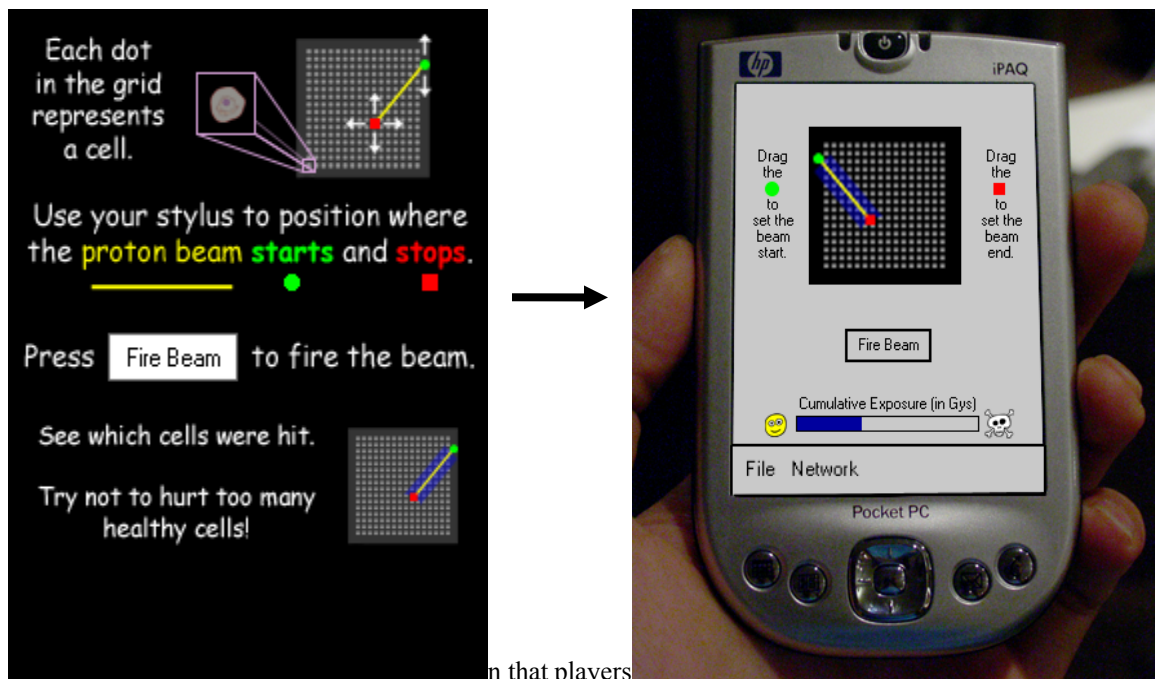 Each dot
in the grid
represents
a cell.
Use your stylus to position where
the proton beam starts and stops.
Press Fire Beam to fire the beam.
See which cells were hit.
Try not to hurt too many
healthy cells!
hp
iPAQ
Drag
the
to
set the
beam
start.
Drag
the
to
set the
beam
end.
Fire Beam
Cumulative Exposure (in Gys)
File Network
Pocket PC
n that players